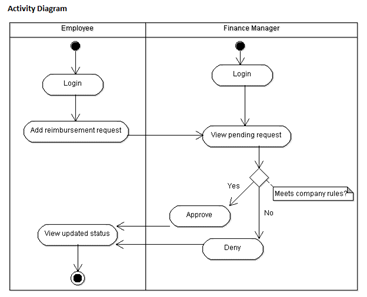 Activity Diagram
Employee
Finance Manager
Login
Login
Add reimbursement request
View pending request
Yes
Meets company rules?
Approve
No
View updated status
Deny